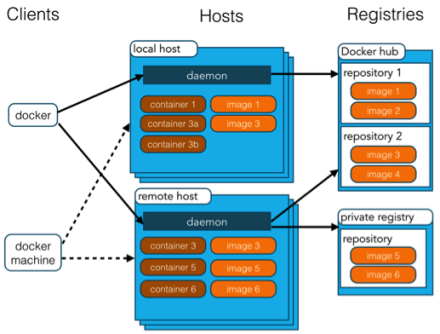 Clients
Hosts
Registries
docker
docker
machine
local host
daemon
container 1
image 1
container 3a
image 3
container 3b
remote host
daemon
container 3
image 3
container 5
image 5
container 6
image 6
Docker hub
repository 1
image 1
image 2
repository 2
image 3
image 4
private registry
repository
image 5
image 6